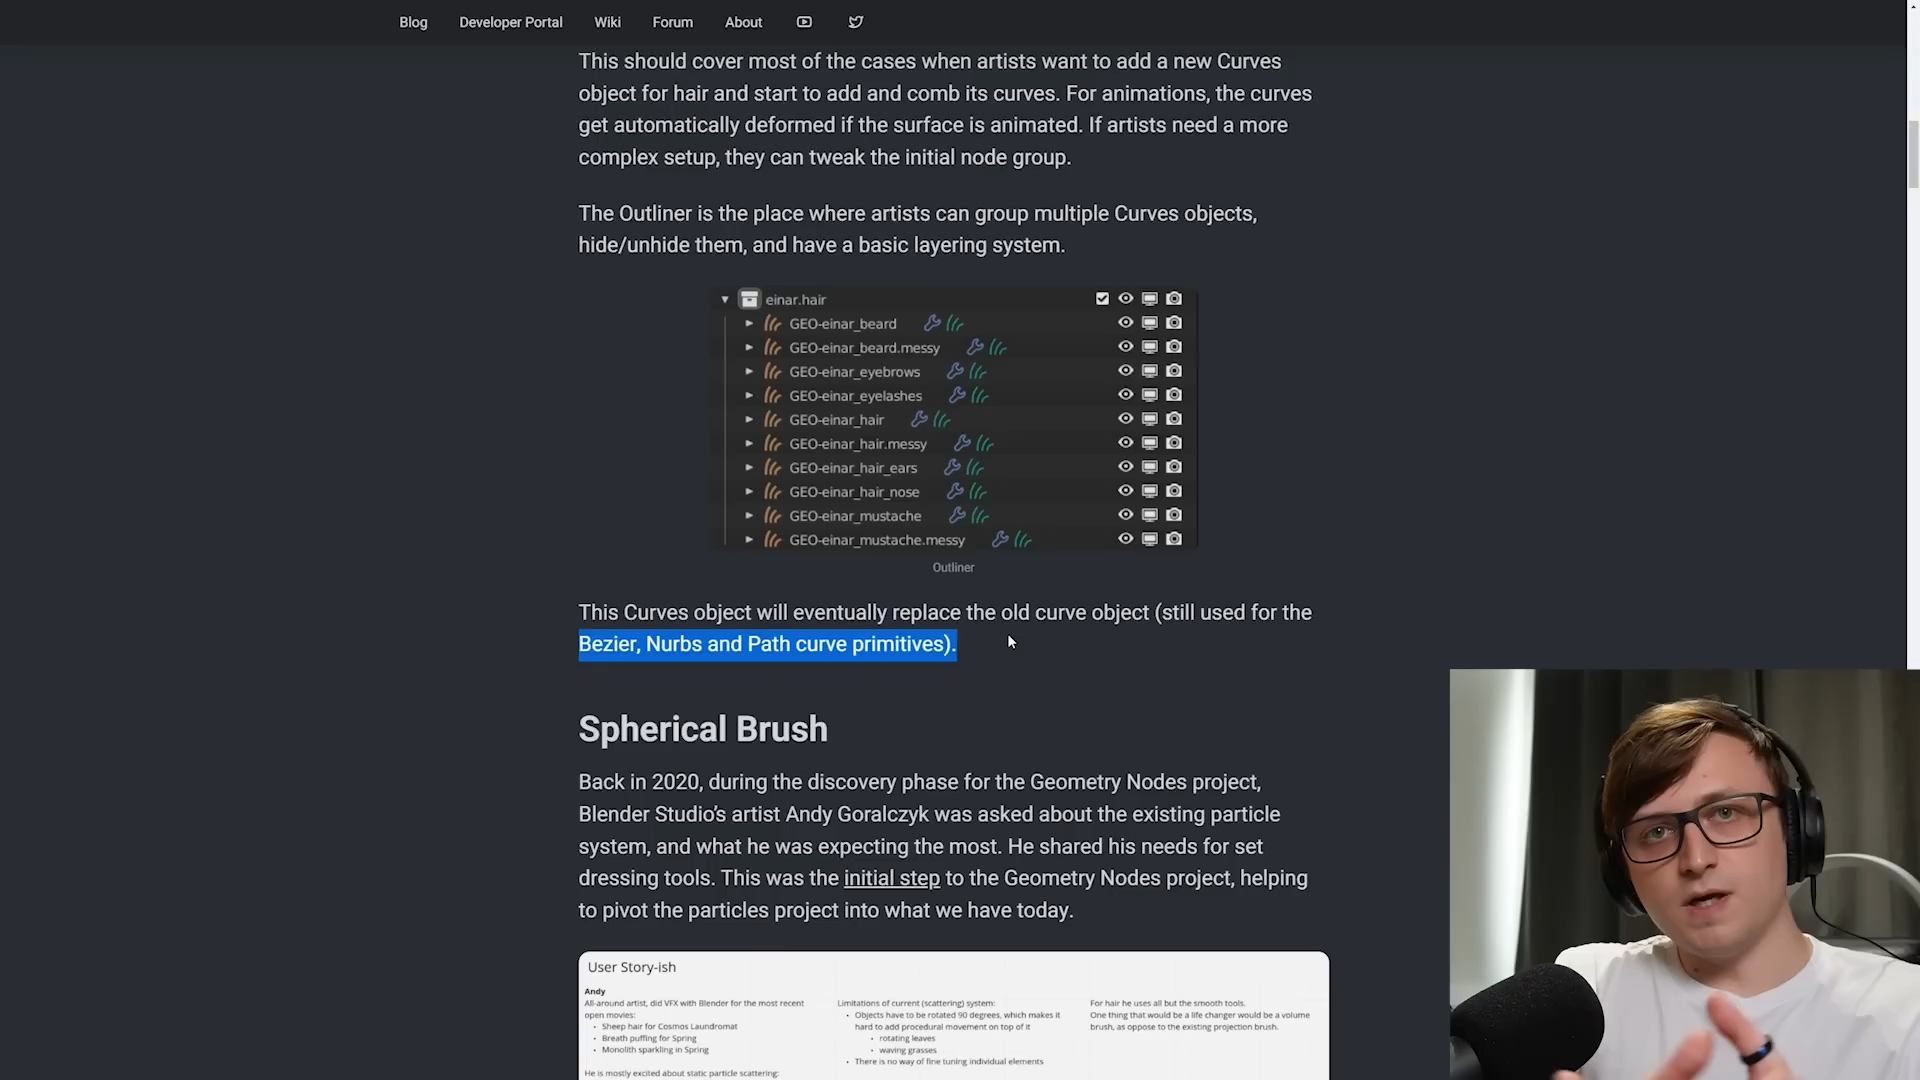 Blog Developer Portal Wiki Forum About
This should cover most of the cases when artists want to add a new Curves
object for hair and start to add and comb its curves. For animations, the curves
get automatically deformed if the surface is animated. If artists need a more
complex setup, they can tweak the initial node group.
The Outliner is the place where artists can group multiple Curves objects,
hide/unhide them, and have a basic layering system.
einar.hair
GEO-einar_beard
GEO-einar_beard.messy
GEO-einar_eyebrows
GEO-einar_eyelashes
GEO-einar_hair
GEO-einar_hair.messy
GEO-einar_hair_ears
GEO-einar_hair_nose
GEO-einar_mustache
GEO-einar_mustache.messy
Outliner
This Curves object will eventually replace the old curve object (still used for the
Bezier, Nurbs and Path curve primitives).
Spherical Brush
Back in 2020, during the discovery phase for the Geometry Nodes project,
Blender Studio’s artist Andy Goralczyk was asked about the existing particle
system, and what he was expecting the most. He shared his needs for set
dressing tools. This was the initial step to the Geometry Nodes project, helping
to pivot the particles project into what we have today.
User Story-ish
Andy
All-around artist, did VFX with Blender for the most recent
open movies:
• Sheep hair for Cosmos Laundromat
• Breath puffing for Spring
• Monolith sparkling in Spring
He is mostly excited about static particle scattering:
Limitations of current (scattering) system:
• Objects have to be rotated 90 degrees, which makes it
hard to add procedural movement on top of it
• rotating leaves
• waving grasses
• There is no way of fine tuning individual elements
For hair he uses all but the smooth tools.
One thing that would be a life changer would be a volume
brush, as opposed to the existing projection brush.